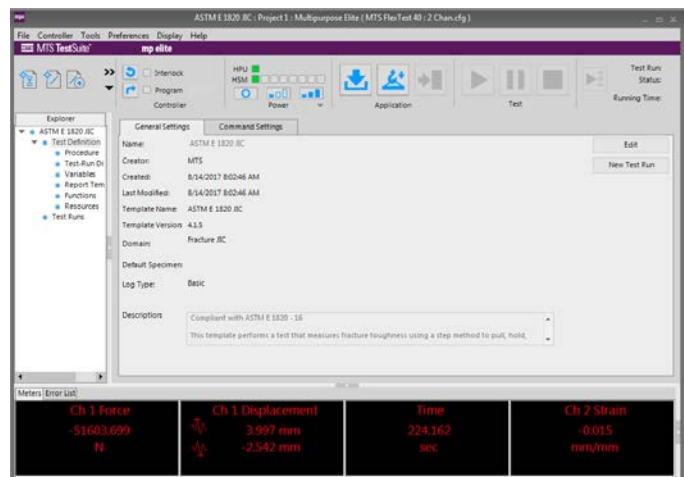 ASTM E 1820 JIC : Project 1 : Multipurpose Elite ( MTS FlexTest 40 : 2 Chan.cfg )
File Controller Tools Preferences Display Help
MTS TestSuite mp elite
Interlock
Program
Controller
HPU
HSM
Power
Application
Test
Test Run:
Status:
Running Time:
Explorer
ASTM E 1820 JIC
Test Definition
Procedure
Test-Run Di
Variables
Report Tem
Functions
Resources
Test Runs
General Settings Command Settings
Name: ASTM E 1820 JIC
Creator: MTS
Created: 8/14/2017 8:02:46 AM
Last Modified: 8/14/2017 8:02:46 AM
Template Name: ASTM E 1820 JIC
Template Version: 4.1.5
Domain: Fracture JIC
Default Specimen:
Log Type: Basic
Description: Compliant with ASTM E 1820 - 16
This template performs a test that measures fracture toughness using a step method to pull, hold,
Edit
New Test Run
Meters Error List
Ch 1 Force
-51603.699
N
Ch 1 Displacement
3.997 mm
-2.542 mm
Time
224.162
sec
Ch 2 Strain
-0.015
mm/mm